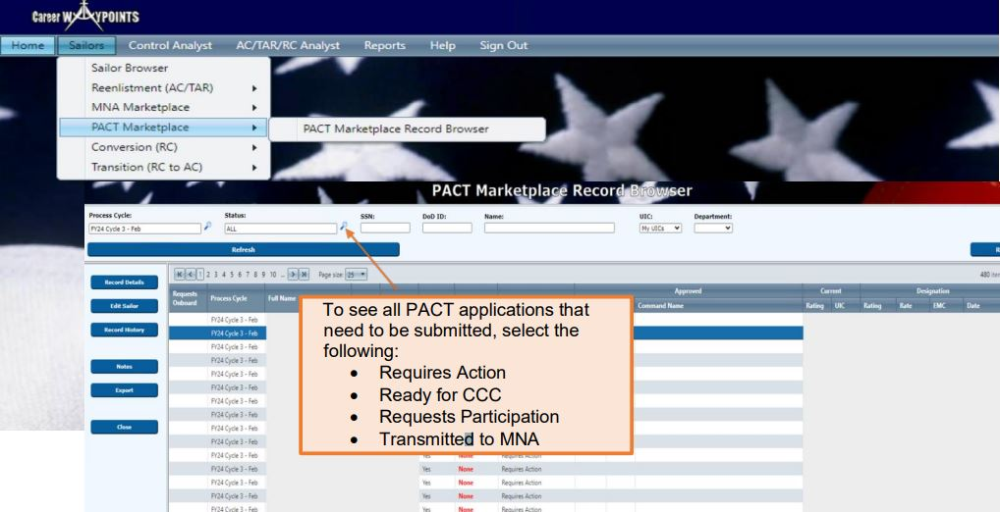 Career WAYPOINTS
Home Sailors Control Analyst AC/TAR/RC Analyst Reports Help Sign Out
Sailor Browser
Reenlistment (AC/TAR)
MNA Marketplace
PACT Marketplace
PACT Marketplace Record Browser
Conversion (RC)
Transition (RC to AC)
PACT Marketplace Record Browser
Process Cycle: Status: SSN: DoD ID: Name: UIC: Department:
FY24 Cycle 3 - Feb ALL My UICs
Refresh
1 2 3 4 5 6 7 8 9 10 ... Page size: 25 480 item
Record Details
Edit Sailor
Record History
Notes
Export
Close
Approved Current Designation
Requests Onboard Process Cycle Full Name Command Name Rating UIC Rating Rate EMC Date
FY24 Cycle 3 - Feb
FY24 Cycle 3 - Feb
FY24 Cycle 3 - Feb
FY24 Cycle 3 - Feb
FY24 Cycle 3 - Feb
FY24 Cycle 3 - Feb
FY24 Cycle 3 - Feb
FY24 Cycle 3 - Feb
FY24 Cycle 3 - Feb
FY24 Cycle 3 - Feb
FY24 Cycle 3 - Feb Yes None Requires Action
FY24 Cycle 3 - Feb Yes None Requires Action
FY24 Cycle 3 - Feb Yes None Requires Action
FY24 Cycle 3 - Feb Yes None Requires Action
FY24 Cycle 3 - Feb Yes None Requires Action
To see all PACT applications that
need to be submitted, select the
following:
• Requires Action
• Ready for CCC
• Requests Participation
• Transmitted to MNA